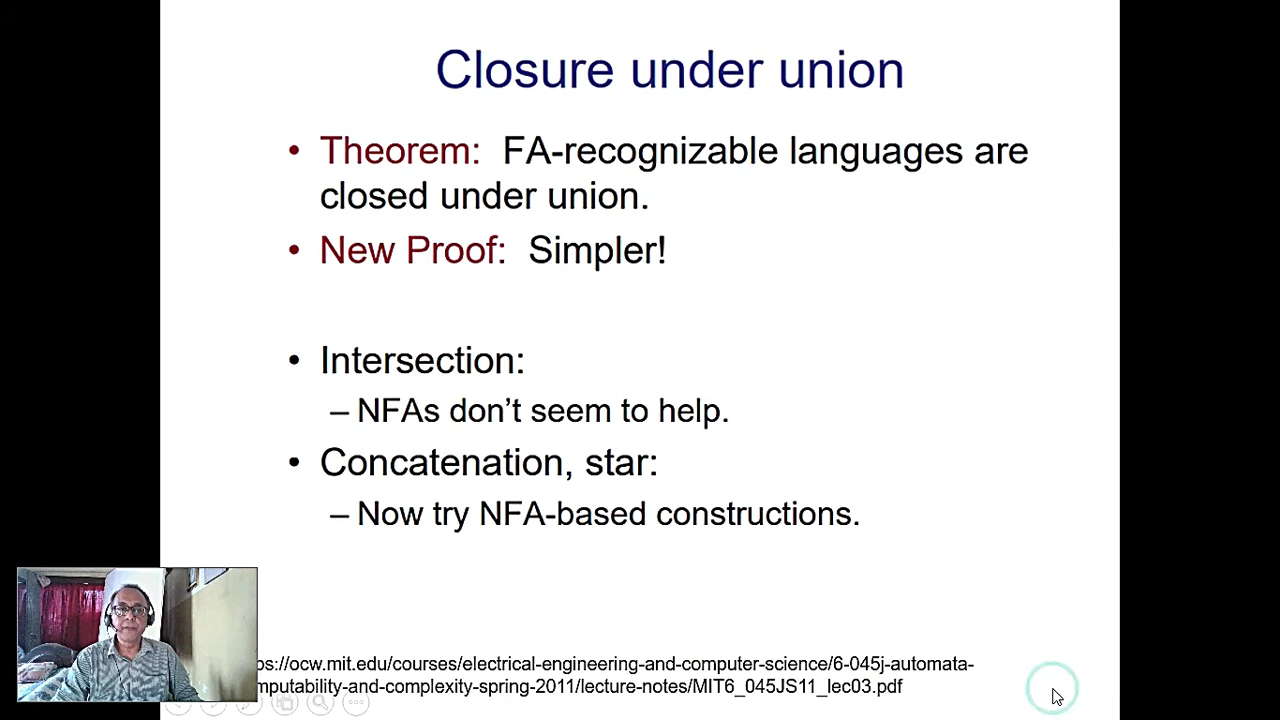 Closure under union
• Theorem: FA-recognizable languages are
closed under union.
• New Proof: Simpler!
• Intersection:
– NFAs don’t seem to help.
• Concatenation, star:
– Now try NFA-based constructions.
ps://ocw.mit.edu/courses/electrical-engineering-and-computer-science/6-045j-automata-
mputability-and-complexity-spring-2011/lecture-notes/MIT6_045JS11_lec03.pdf